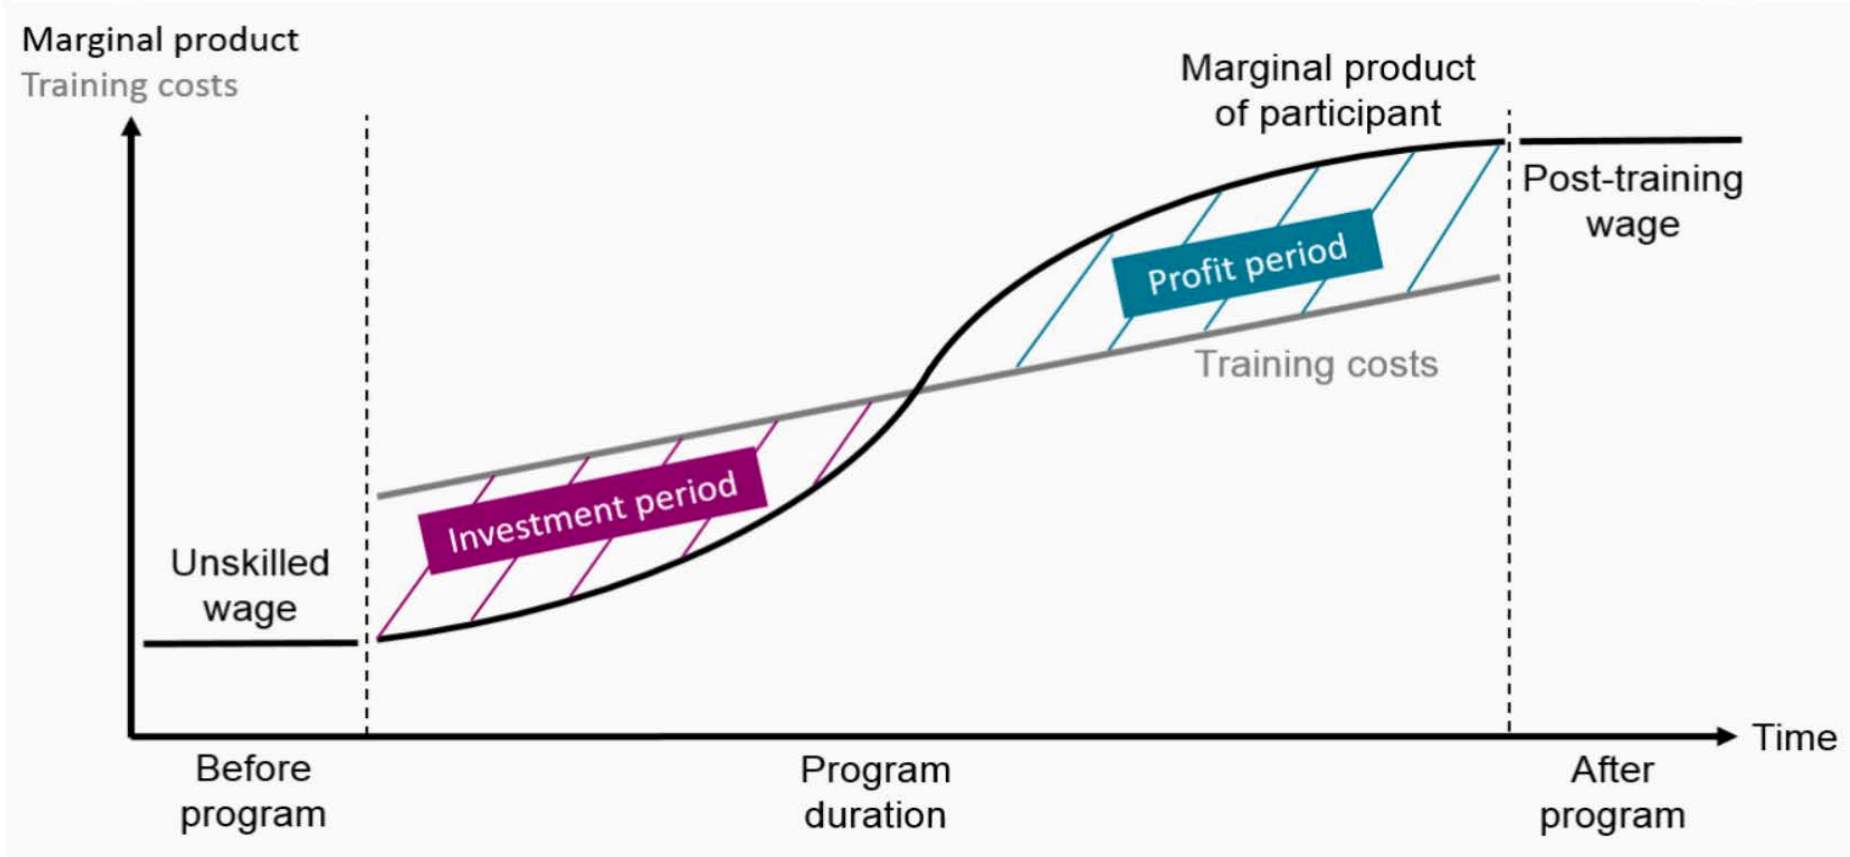 Marginal product
Training costs
Marginal product
of participant
Post-training
wage
Profit period
Training costs
Investment period
Unskilled
wage
Time
Before
program
Program
duration
After
program